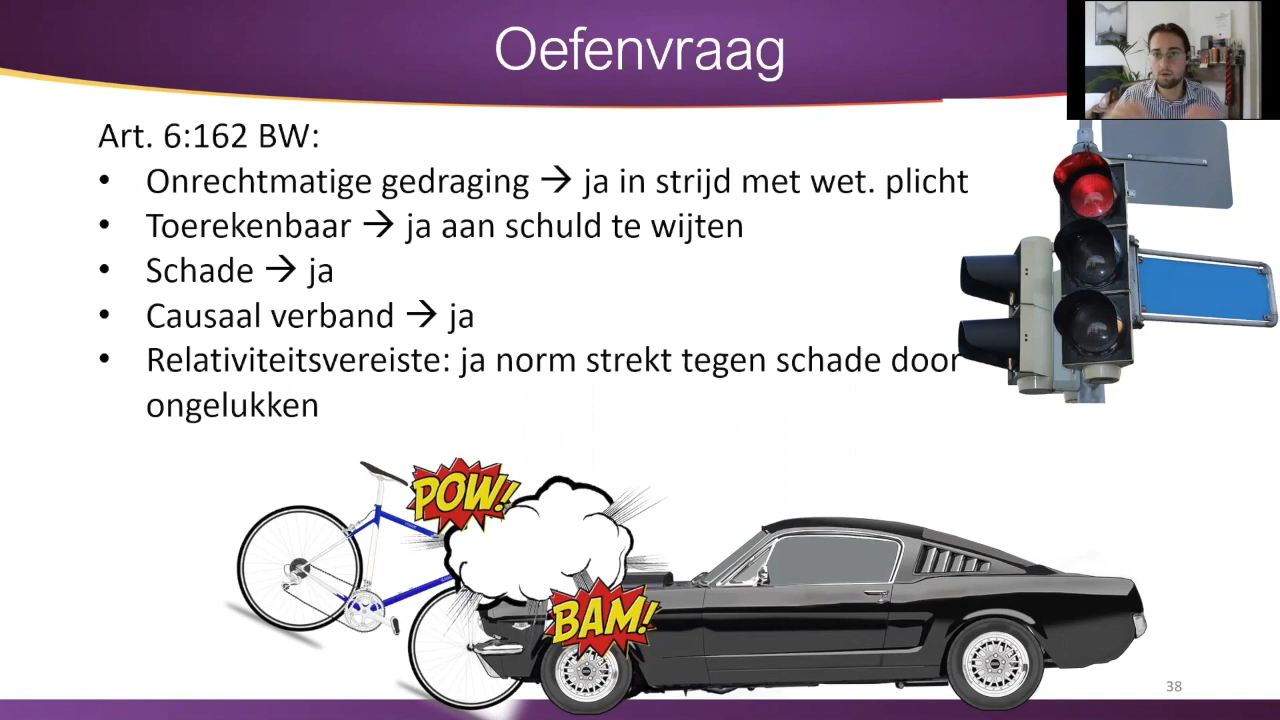 Oefenvraag
Art. 6:162 BW:
• Onrechtmatige gedraging → ja in strijd met wet. plicht
• Toerekenbaar → ja aan schuld te wijten
• Schade → ja
• Causaal verband → ja
• Relativiteitsvereiste: ja norm strekt tegen schade door
ongelukken
POW!
BAM!
38